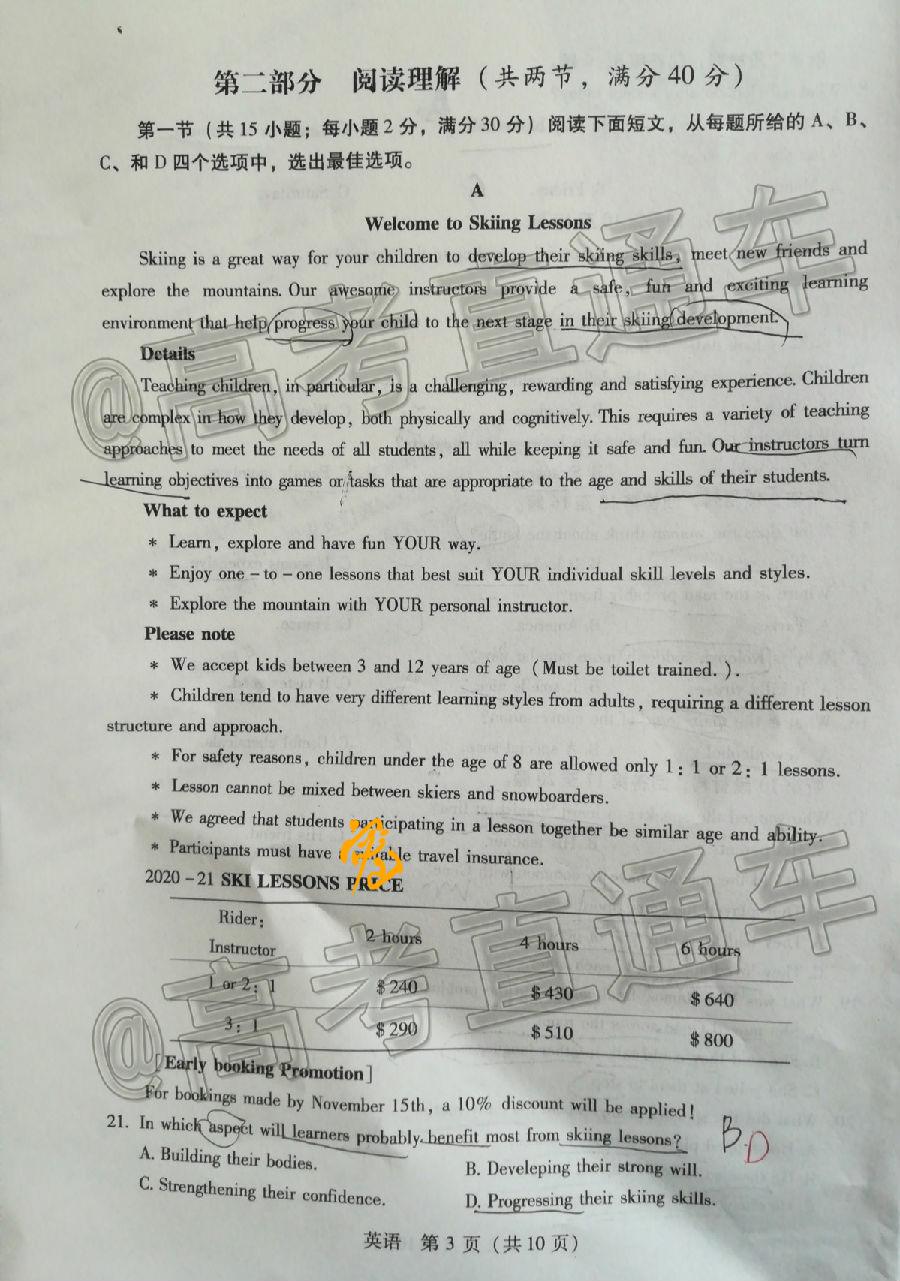 第二部分 阅读理解（共两节，满分40分）
第一节（共15小题；每小题2分，满分30分）阅读下面短文，从每题所给的A、B、
C、和D四个选项中，选出最佳选项。
A
Welcome to Skiing Lessons
Skiing is a great way for your children to develop their skiing skills, meet new friends and
explore the mountains. Our awesome instructors provide a safe, fun and exciting learning
environment that help progress your child to the next stage in their skiing development.
Details
Teaching children, in particular, is a challenging, rewarding and satisfying experience. Children
are complex in how they develop, both physically and cognitively. This requires a variety of teaching
approaches to meet the needs of all students, all while keeping it safe and fun. Our instructors turn
learning objectives into games or tasks that are appropriate to the age and skills of their students.
What to expect
* Learn, explore and have fun YOUR way.
* Enjoy one-to-one lessons that best suit YOUR individual skill levels and styles.
* Explore the mountain with YOUR personal instructor.
Please note
* We accept kids between 3 and 12 years of age (Must be toilet trained.).
* Children tend to have very different learning styles from adults, requiring a different lesson
structure and approach.
* For safety reasons, children under the age of 8 are allowed only 1:1 or 2:1 lessons.
* Lesson cannot be mixed between skiers and snowboarders.
* We agreed that students participating in a lesson together be similar age and ability.
* Participants must have travel insurance.
2020-21 SKI LESSONS PRICE
Rider:
Instructor 2 hours 4 hours 6 hours
1 or 2:1 $240 $430 $640
3:1 $290 $510 $800
[Early booking Promotion]
For bookings made by November 15th, a 10% discount will be applied!
21. In which aspect will learners probably benefit most from skiing lessons? B D
A. Building their bodies. B. Develeping their strong will.
C. Strengthening their confidence. D. Progressing their skiing skills.
英语 第3页（共10页）
@高考直通车
@高考直通车